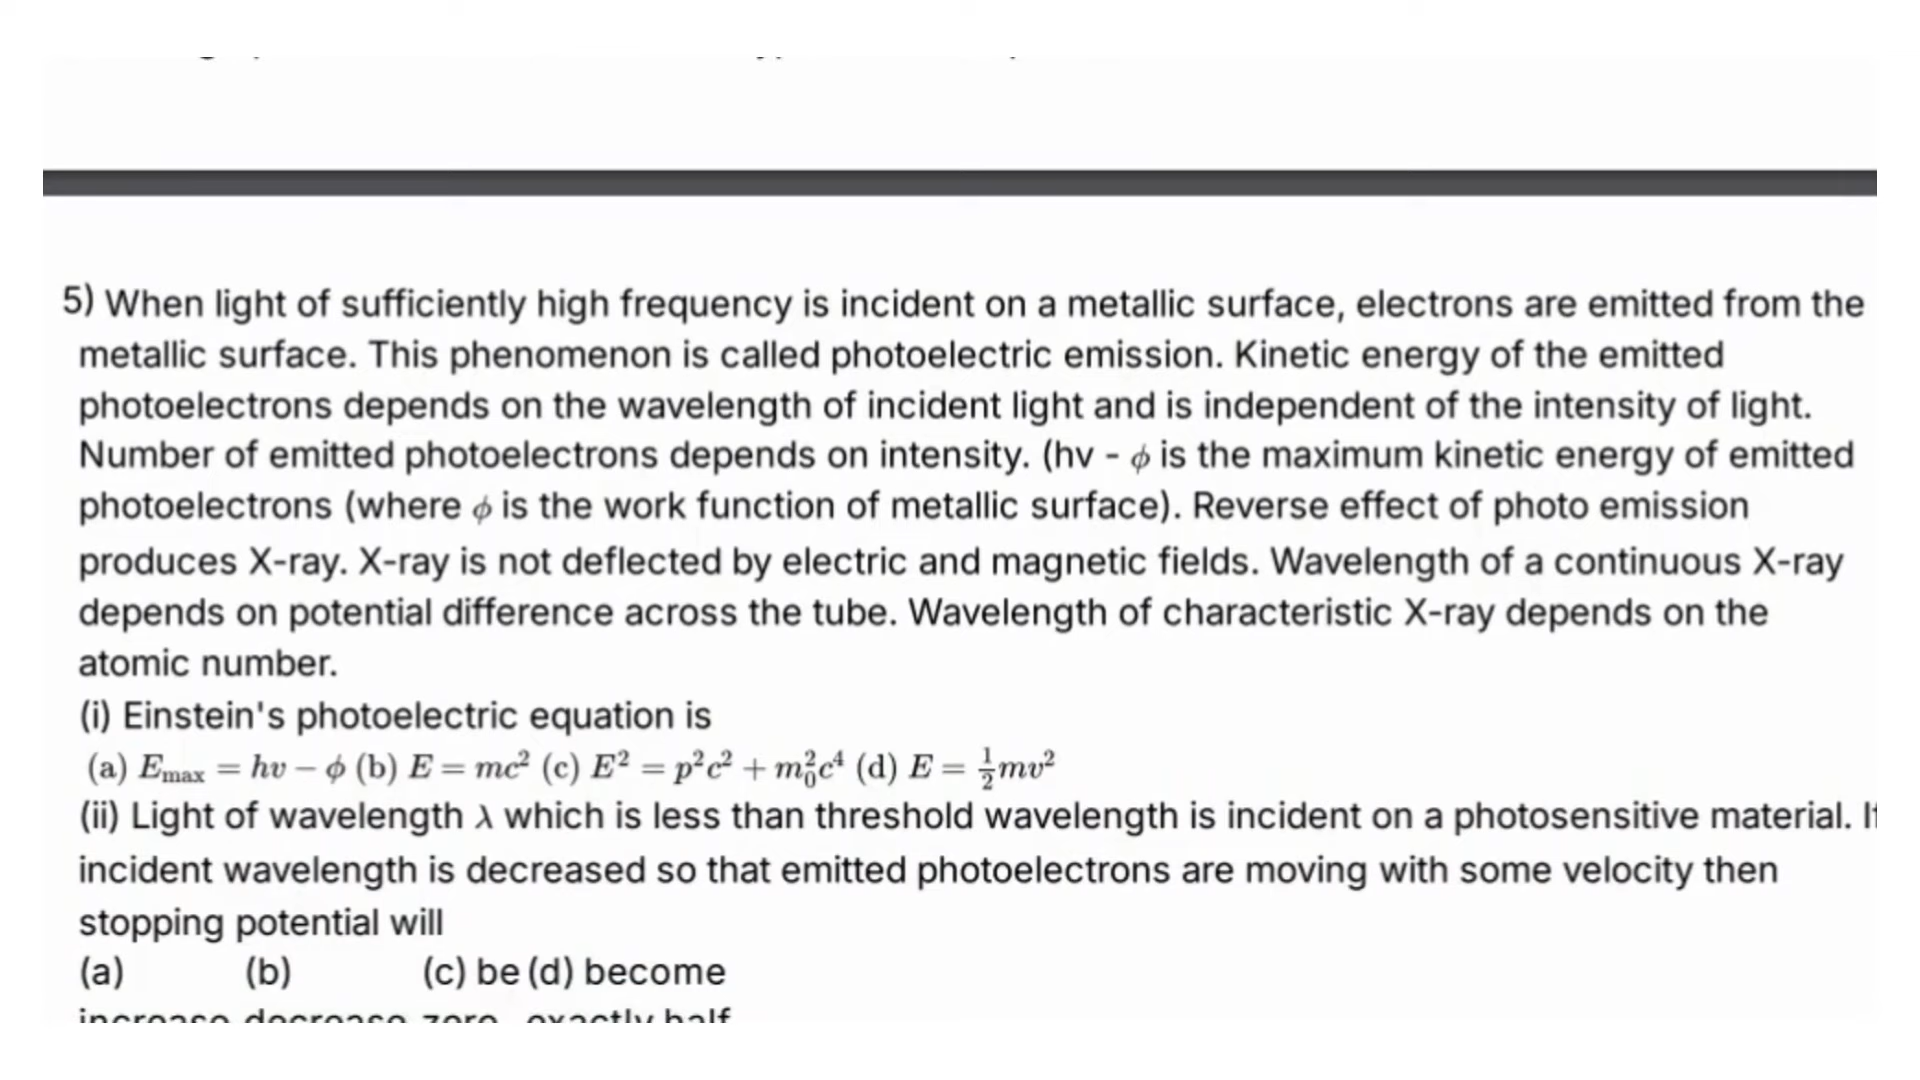 5) When light of sufficiently high frequency is incident on a metallic surface, electrons are emitted from the
metallic surface. This phenomenon is called photoelectric emission. Kinetic energy of the emitted
photoelectrons depends on the wavelength of incident light and is independent of the intensity of light.
Number of emitted photoelectrons depends on intensity. (hv - ϕ is the maximum kinetic energy of emitted
photoelectrons (where ϕ is the work function of metallic surface). Reverse effect of photo emission
produces X-ray. X-ray is not deflected by electric and magnetic fields. Wavelength of a continuous X-ray
depends on potential difference across the tube. Wavelength of characteristic X-ray depends on the
atomic number.
(i) Einstein's photoelectric equation is
(a) E_max = hv − ϕ (b) E = mc² (c) E² = p²c² + m₀²c⁴ (d) E = ½mv²
(ii) Light of wavelength λ which is less than threshold wavelength is incident on a photosensitive material. If
incident wavelength is decreased so that emitted photoelectrons are moving with some velocity then
stopping potential will
(a) (b) (c) be (d) become
increase decrease zero exactly half